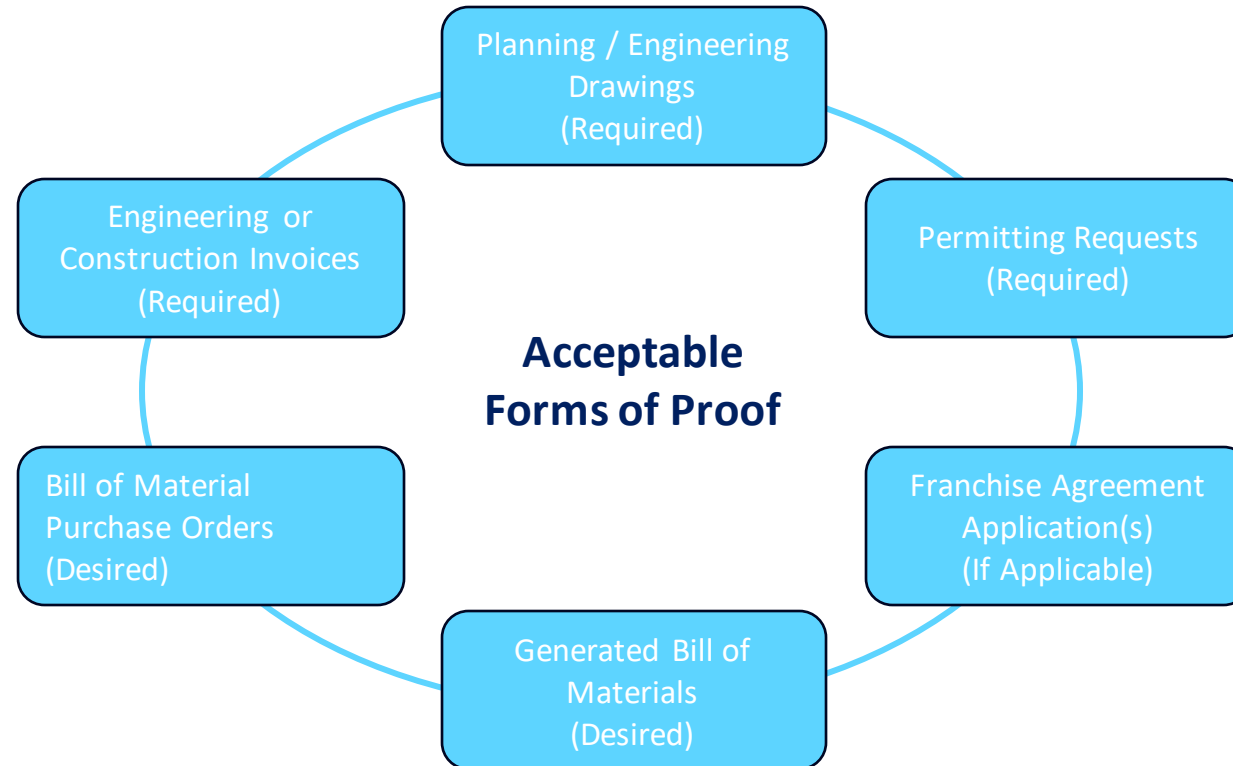 Planning / Engineering
Drawings
(Required)
Permitting Requests
(Required)
Franchise Agreement
Application(s)
(If Applicable)
Generated Bill of
Materials
(Desired)
Bill of Material
Purchase Orders
(Desired)
Engineering or
Construction Invoices
(Required)
Acceptable
Forms of Proof